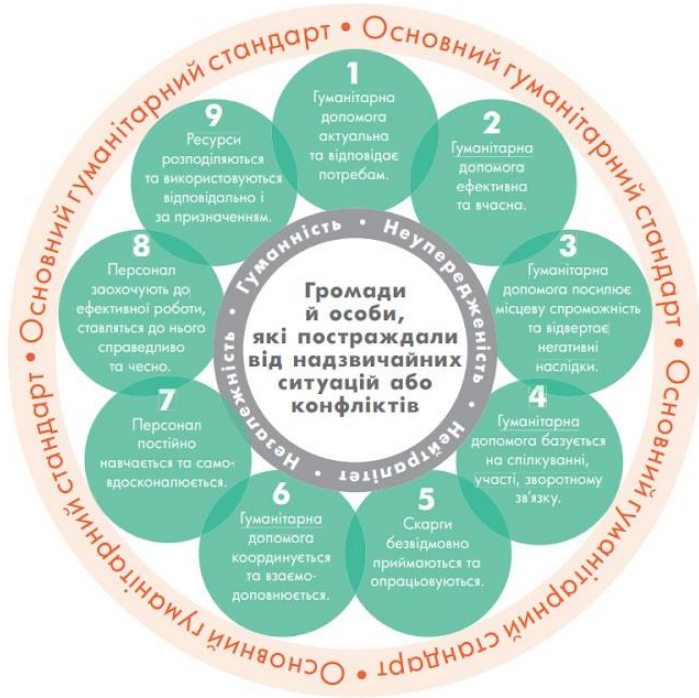 Основний гуманітарний стандарт • Основний гуманітарний стандарт • Основний гуманітарний стандарт • Основний гуманітарний стандарт • Основний гуманітарний стандарт •
1
Гуманітарна
допомога
актуальна
та відповідає
потребам.
2
Гуманітарна
допомога
ефективна
та вчасна.
3
Гуманітарна
допомога посилює
місцеву спроможність
та відвертає
негативні
наслідки.
4
Гуманітарна
допомога базується
на спілкуванні,
участі, зворотному
зв'язку.
5
Скарги
безвідмовно
приймаються та
опрацьовуються.
6
Гуманітарна
допомога
координується
та взаємо-
доповнюється.
7
Персонал
постійно
навчається та само-
вдосконалюється.
8
Персонал
заохочують до
ефективної роботи,
ставляться до нього
справедливо
та чесно.
9
Ресурси
розподіляються
та використовуються
відповідально і
за призначенням.
Гуманність • Неупередженість • Нейтралітет • Незалежність •
Громади
й особи,
які постраждали
від надзвичайних
ситуацій або
конфліктів